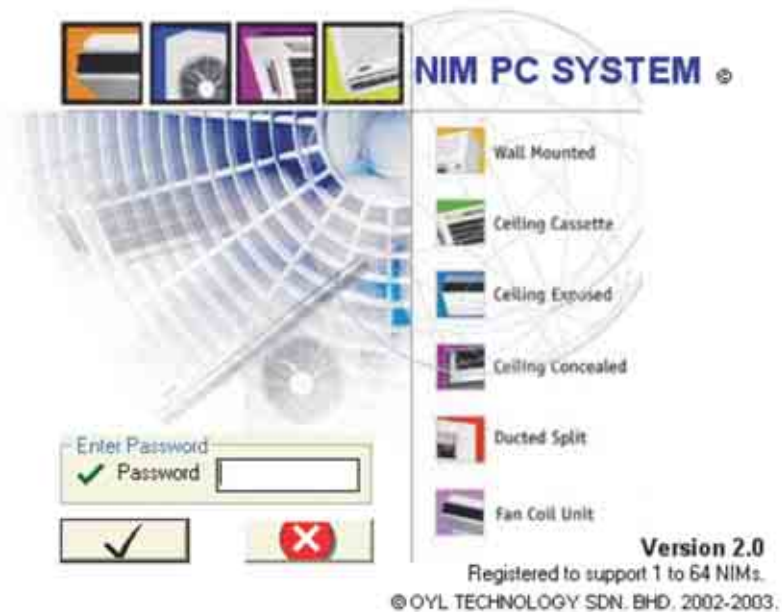 NIM PC SYSTEM ©
Wall Mounted
Ceiling Cassette
Ceiling Exposed
Ceiling Concealed
Ducted Split
Fan Coil Unit
Enter Password
Password
Version 2.0
Registered to support 1 to 64 NIMs.
© OYL TECHNOLOGY SDN. BHD. 2002-2003.